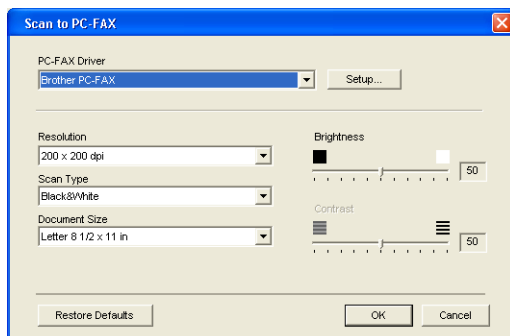 Scan to PC-FAX
PC-FAX Driver
Brother PC-FAX
Setup...
Resolution
200 x 200 dpi
Scan Type
Black&White
Document Size
Letter 8 1/2 x 11 in
Brightness
50
Contrast
50
Restore Defaults
OK
Cancel